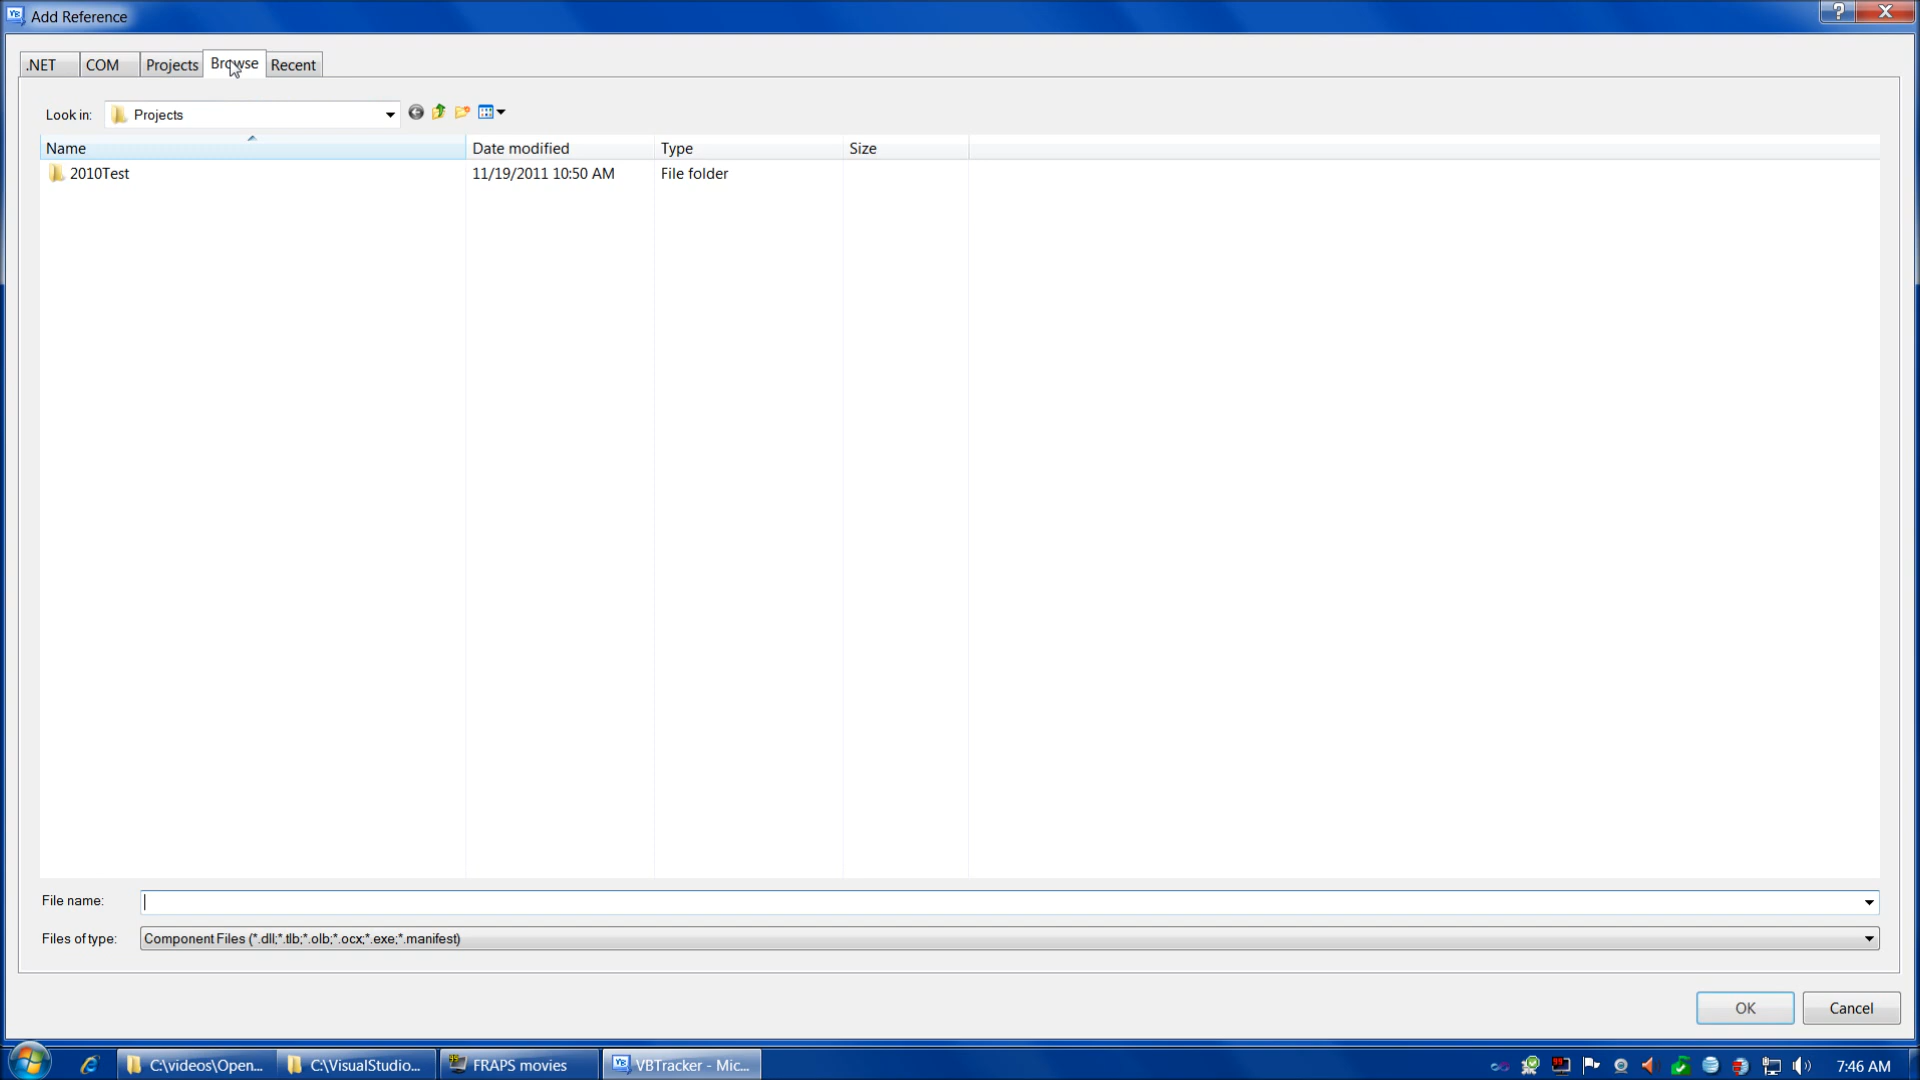 Add Reference
.NET COM Projects Browse Recent
Look in: Projects
Name Date modified Type Size
2010Test 11/19/2011 10:50 AM File folder
File name:
Files of type: Component Files (*.dll;*.tlb;*.olb;*.ocx;*.exe;*.manifest)
OK Cancel
C:\videos\Open... C:\VisualStudio... FRAPS movies VBTracker - Mic... 7:46 AM